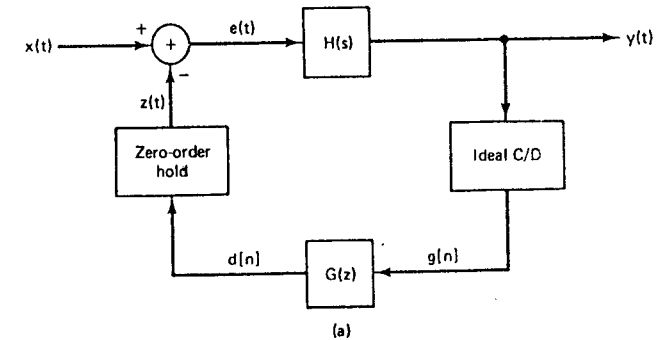 x(t)
+
+
−
e(t)
H(s)
y(t)
z(t)
Zero-order
hold
Ideal C/D
d[n]
G(z)
g[n]
(a)